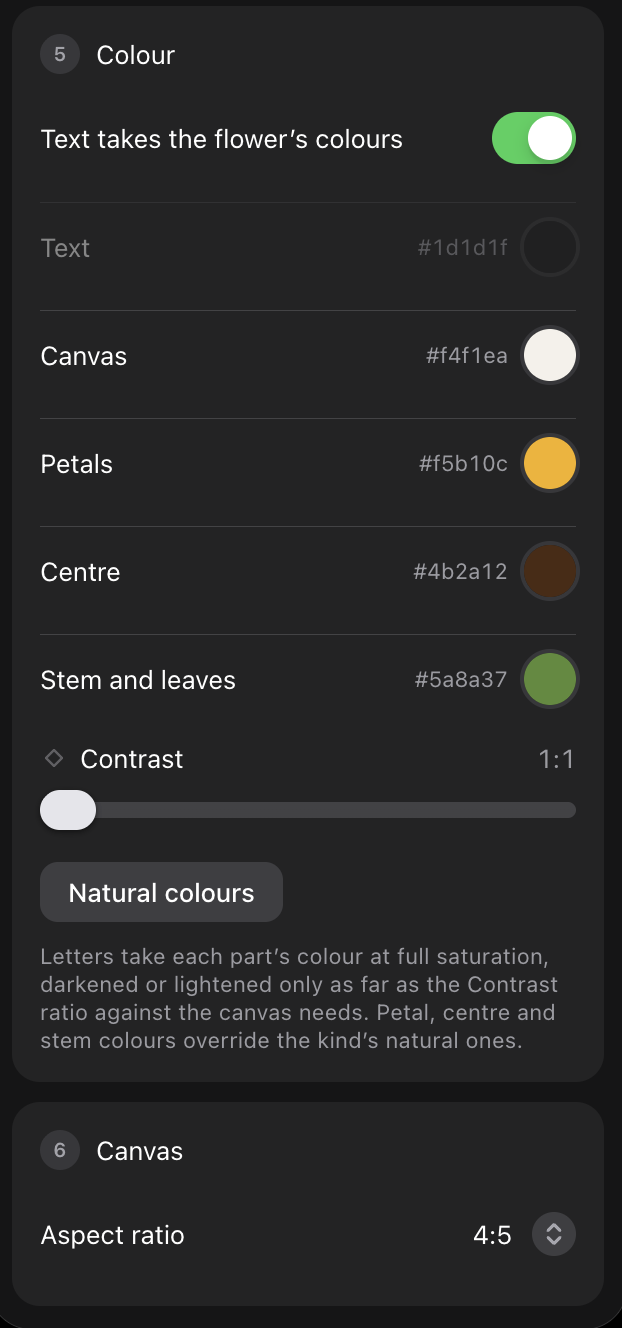 5 Colour
Text takes the flower’s colours
Text #1d1d1f
Canvas #f4f1ea
Petals #f5b10c
Centre #4b2a12
Stem and leaves #5a8a37
Contrast 1:1
Natural colours
Letters take each part’s colour at full saturation,
darkened or lightened only as far as the Contrast
ratio against the canvas needs. Petal, centre and
stem colours override the kind’s natural ones.
6 Canvas
Aspect ratio 4:5